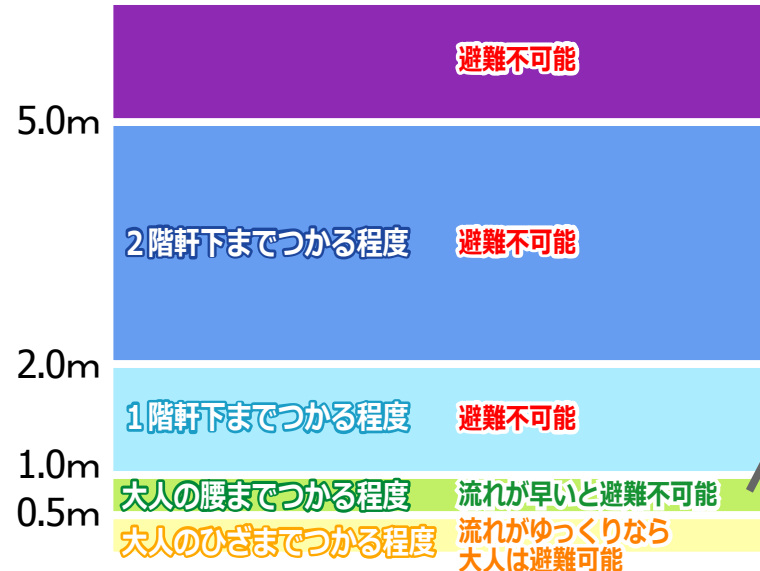 避難不可能
5.0m
2階軒下までつかる程度 避難不可能
2.0m
1階軒下までつかる程度 避難不可能
1.0m
大人の腰までつかる程度 流れが早いと避難不可能
0.5m
大人のひざまでつかる程度 流れがゆっくりなら
大人は避難可能